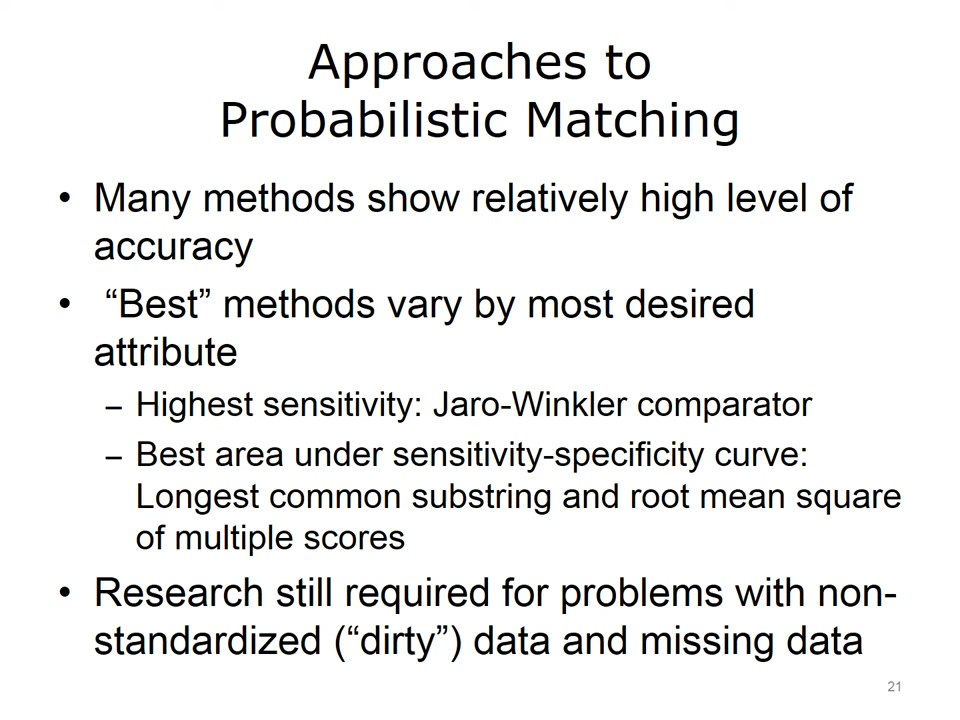 Approaches to
Probabilistic Matching
• Many methods show relatively high level of
accuracy
• “Best” methods vary by most desired
attribute
– Highest sensitivity: Jaro-Winkler comparator
– Best area under sensitivity-specificity curve:
Longest common substring and root mean square
of multiple scores
• Research still required for problems with non-
standardized (“dirty”) data and missing data
21